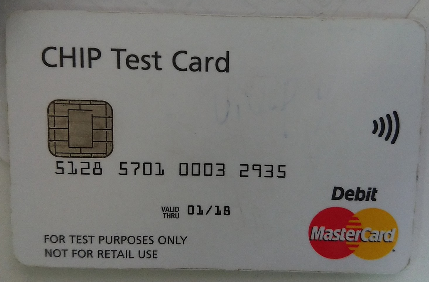 CHIP Test Card
5128 5701 0003 2935
VALID THRU 01/18
Debit
MasterCard
FOR TEST PURPOSES ONLY
NOT FOR RETAIL USE